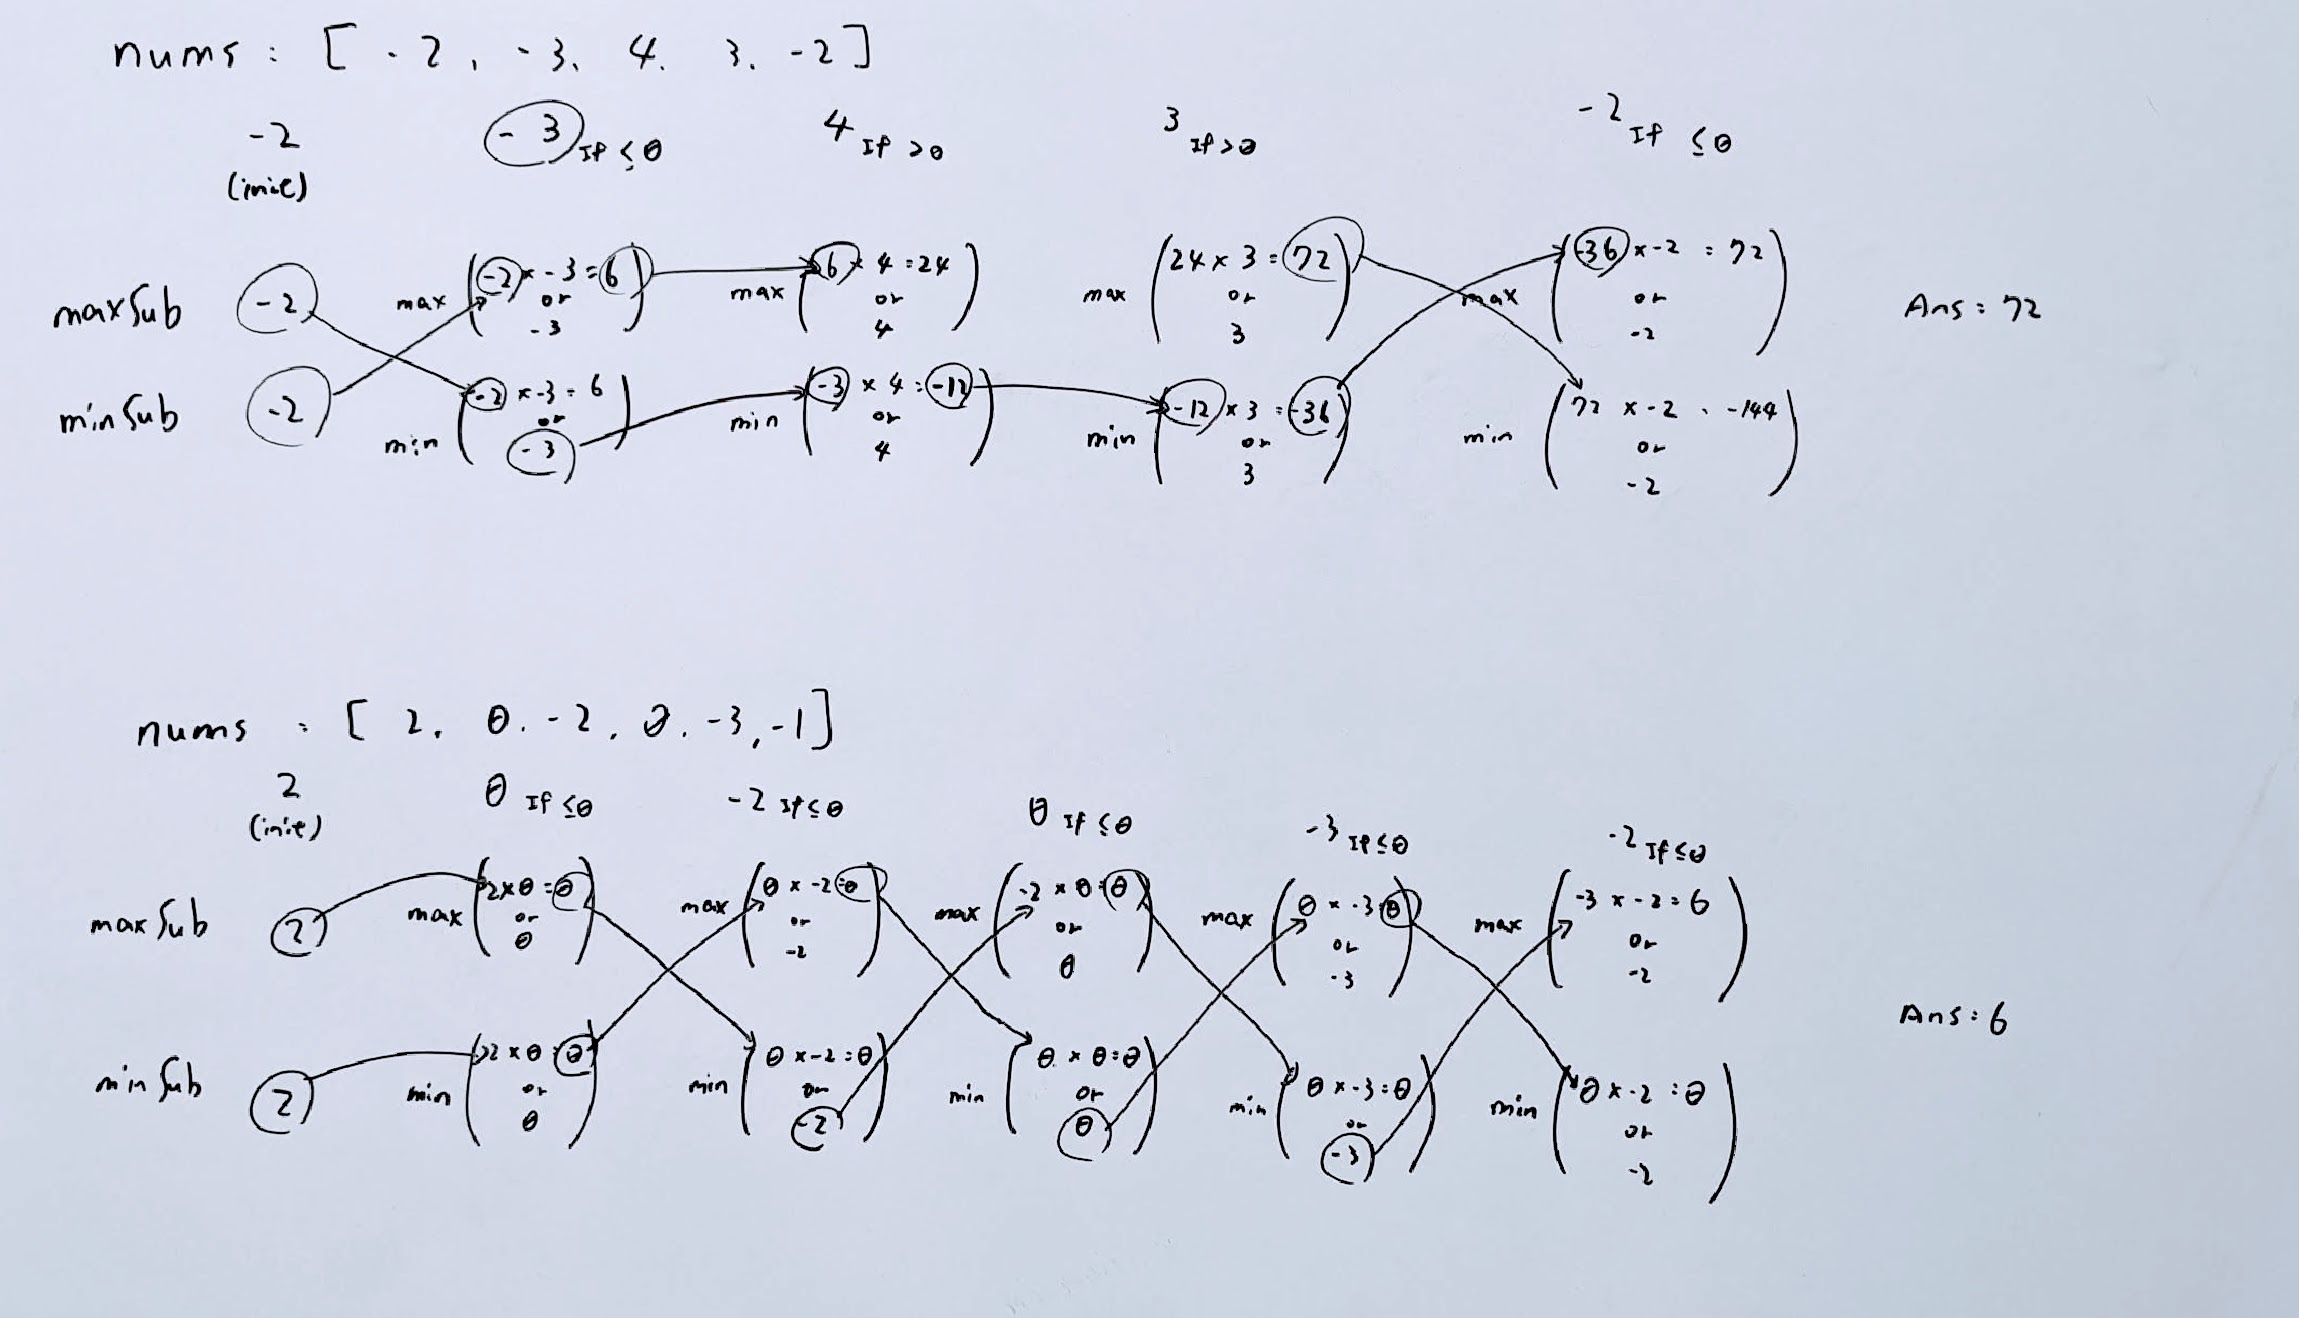 nums : [ -2, -3, 4, 3, -2 ]
-2 -3 If ≤0 4 If >0 3 If >0 -2 If ≤0
(init)
maxSub -2 max (-2 × -3 = 6 or -3) max (6 × 4 = 24 or 4) max (24 × 3 = 72 or 3) max (-36 × -2 = 72 or -2) Ans : 72
minSub -2 min (-2 × -3 = 6 or -3) min (-3 × 4 = -12 or 4) min (-12 × 3 = -36 or 3) min (72 × -2 = -144 or -2)
nums : [ 2, 0, -2, 0, -3, -1 ]
2 0 If ≤0 -2 If ≤0 0 If ≤0 -3 If ≤0 -2 If ≤0
(init)
maxSub 2 max (2 × 0 = 0 or 0) max (0 × -2 = 0 or -2) max (-2 × 0 = 0 or 0) max (0 × -3 = 0 or -3) max (-3 × -2 = 6 or -2)
Ans : 6
minSub 2 min (2 × 0 = 0 or 0) min (0 × -2 = 0 or -2) min (0 × 0 = 0 or 0) min (0 × -3 = 0 or -3) min (0 × -2 = 0 or -2)